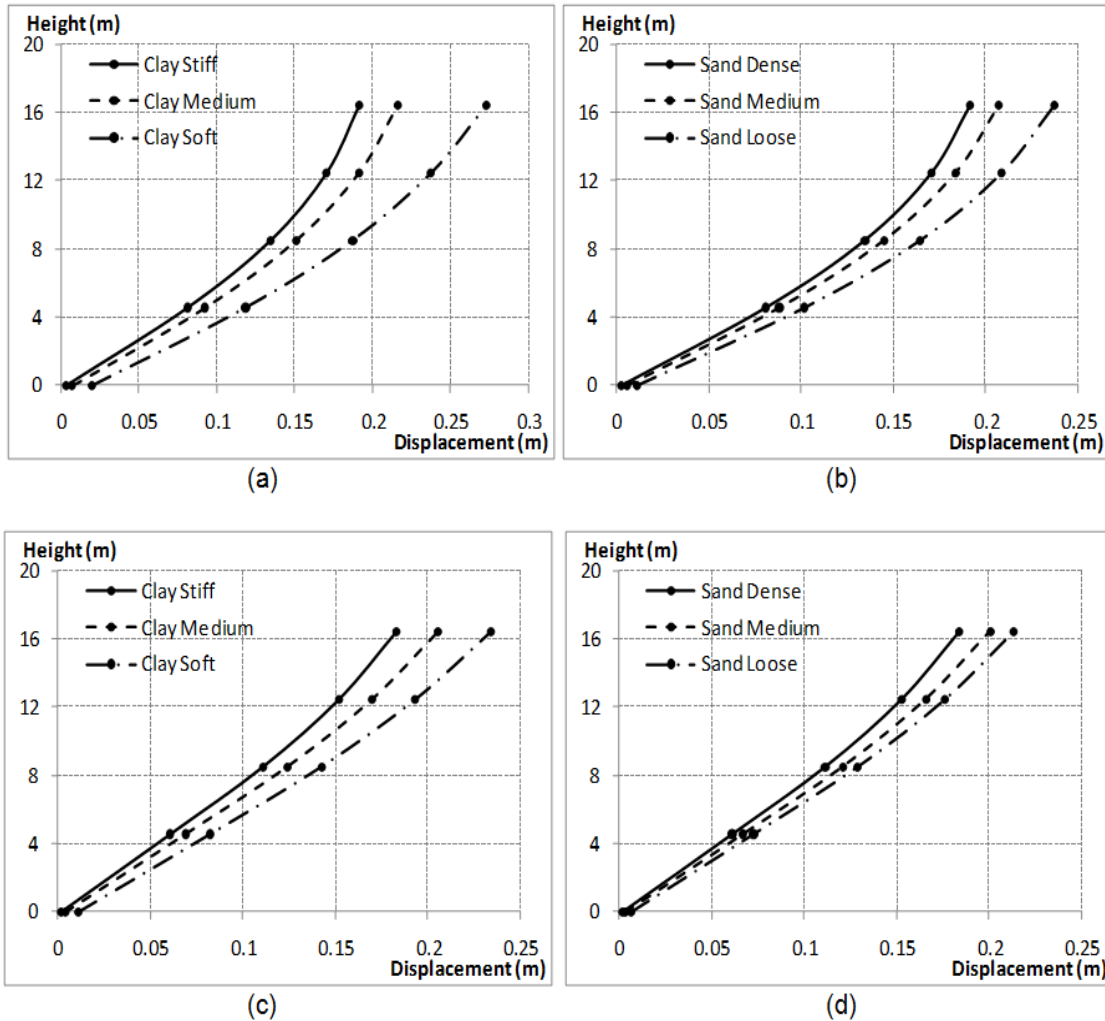 Height (m)
20
16
12
8
4
0
Clay Stiff
Clay Medium
Clay Soft
0 0.05 0.1 0.15 0.2 0.25 0.3
Displacement (m)
(a)
Height (m)
20
16
12
8
4
0
Sand Dense
Sand Medium
Sand Loose
0 0.05 0.1 0.15 0.2 0.25
Displacement (m)
(b)
Height (m)
20
16
12
8
4
0
Clay Stiff
Clay Medium
Clay Soft
0 0.05 0.1 0.15 0.2 0.25
Displacement (m)
(c)
Height (m)
20
16
12
8
4
0
Sand Dense
Sand Medium
Sand Loose
0 0.05 0.1 0.15 0.2 0.25
Displacement (m)
(d)